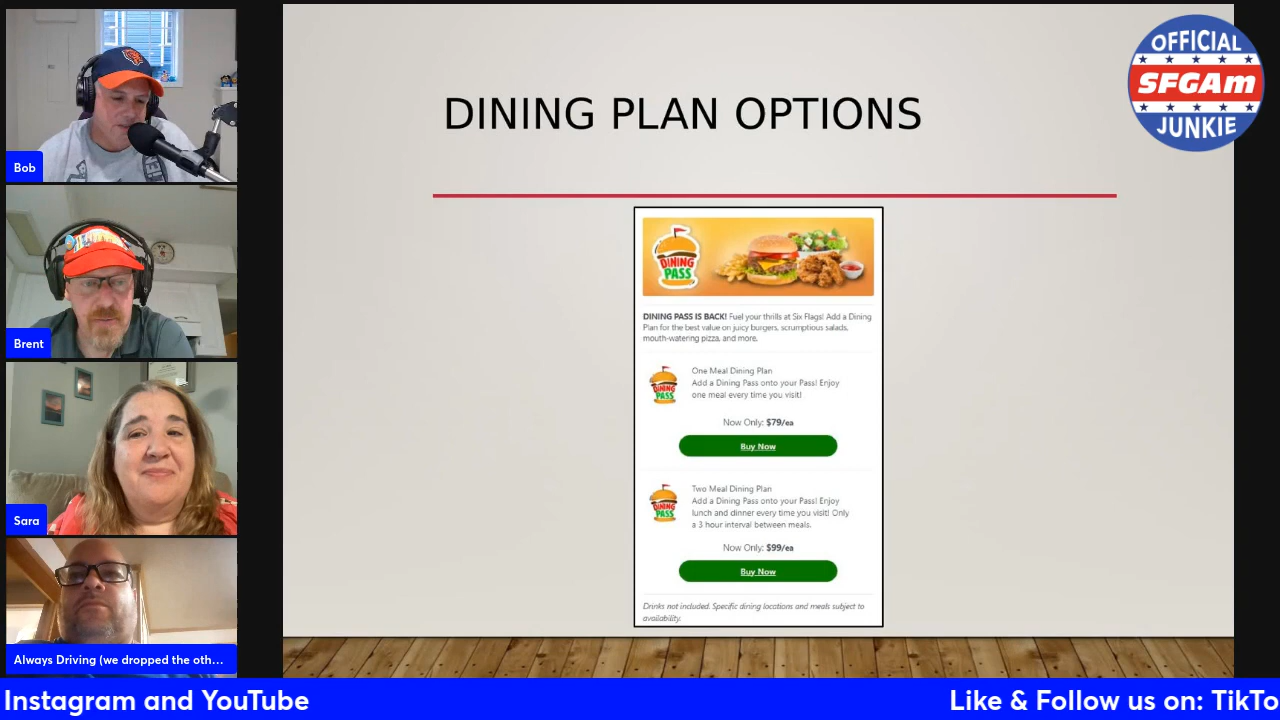 Bob
Brent
Sara
Always Driving (we dropped the oth...
DINING PLAN OPTIONS
OFFICIAL
SFGAm
JUNKIE
DINING
PASS
DINING PASS IS BACK! Fuel your thrills at Six Flags! Add a Dining
Plan for the best value on juicy burgers, scrumptious salads,
mouth-watering pizza, and more.
DINING
PASS
One Meal Dining Plan
Add a Dining Pass onto your Pass! Enjoy
one meal every time you visit!
Now Only: $79/ea
Buy Now
DINING
PASS
Two Meal Dining Plan
Add a Dining Pass onto your Pass! Enjoy
lunch and dinner every time you visit! Only
a 3 hour interval between meals.
Now Only: $99/ea
Buy Now
Drinks not included. Specific dining locations and meals subject to
availability.
Instagram and YouTube
Like & Follow us on: TikTo